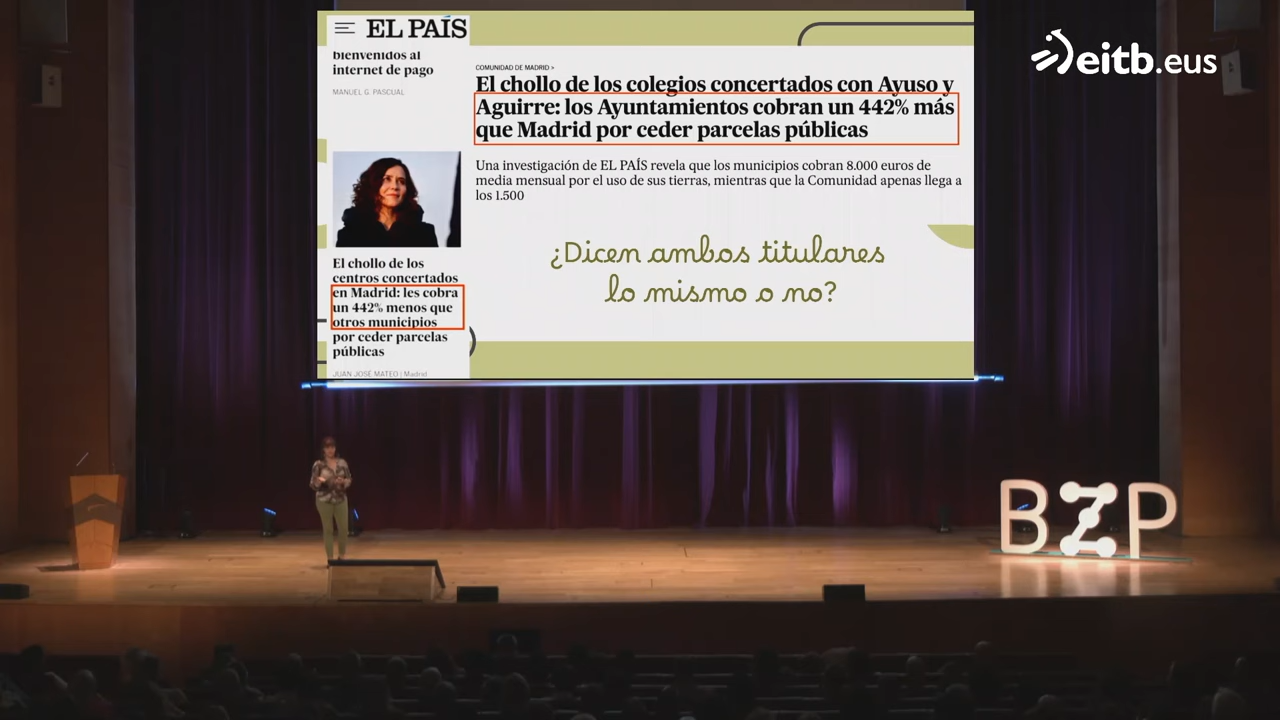 EL PAÍS
bienvenidos al
internet de pago
MANUEL G. PASCUAL
El chollo de los
centros concertados
en Madrid: les cobra
un 442% menos que
otros municipios
por ceder parcelas
públicas
JUAN JOSÉ MATEO | Madrid
COMUNIDAD DE MADRID >
El chollo de los colegios concertados con Ayuso y
Aguirre: los Ayuntamientos cobran un 442% más
que Madrid por ceder parcelas públicas
Una investigación de EL PAÍS revela que los municipios cobran 8.000 euros de
media mensual por el uso de sus tierras, mientras que la Comunidad apenas llega a
los 1.500
¿Dicen ambos titulares
lo mismo o no?
eitb.eus
BZP